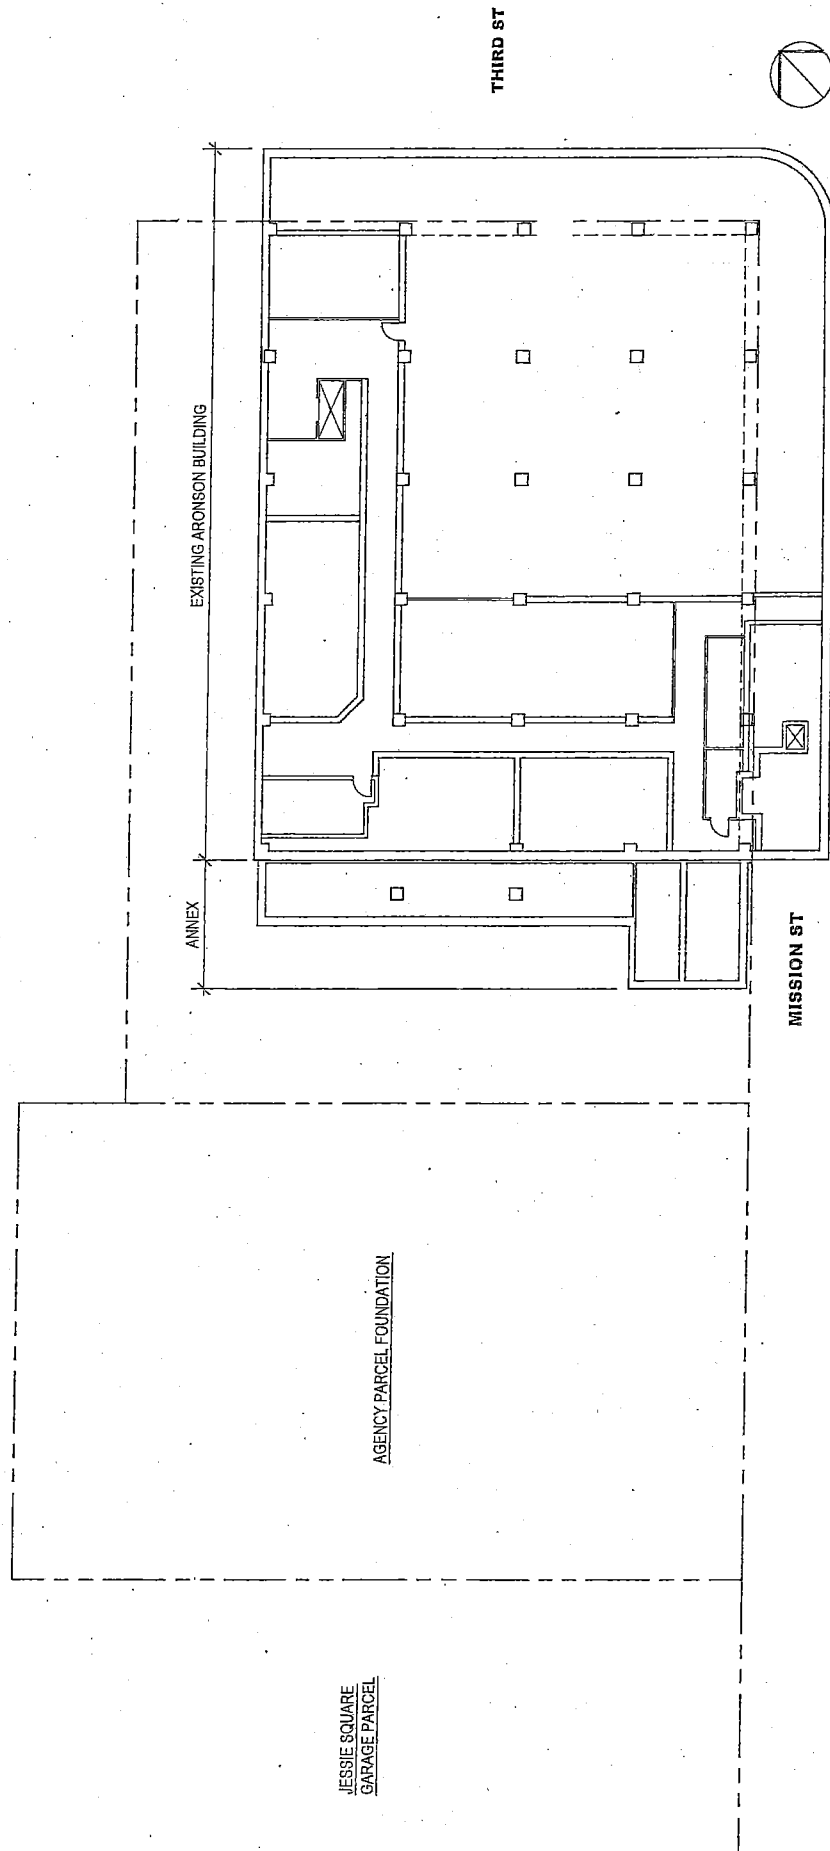 THIRD ST
EXISTING ARONSON BUILDING
ANNEX
MISSION ST
AGENCY PARCEL FOUNDATION
JESSIE SQUARE
GARAGE PARCEL